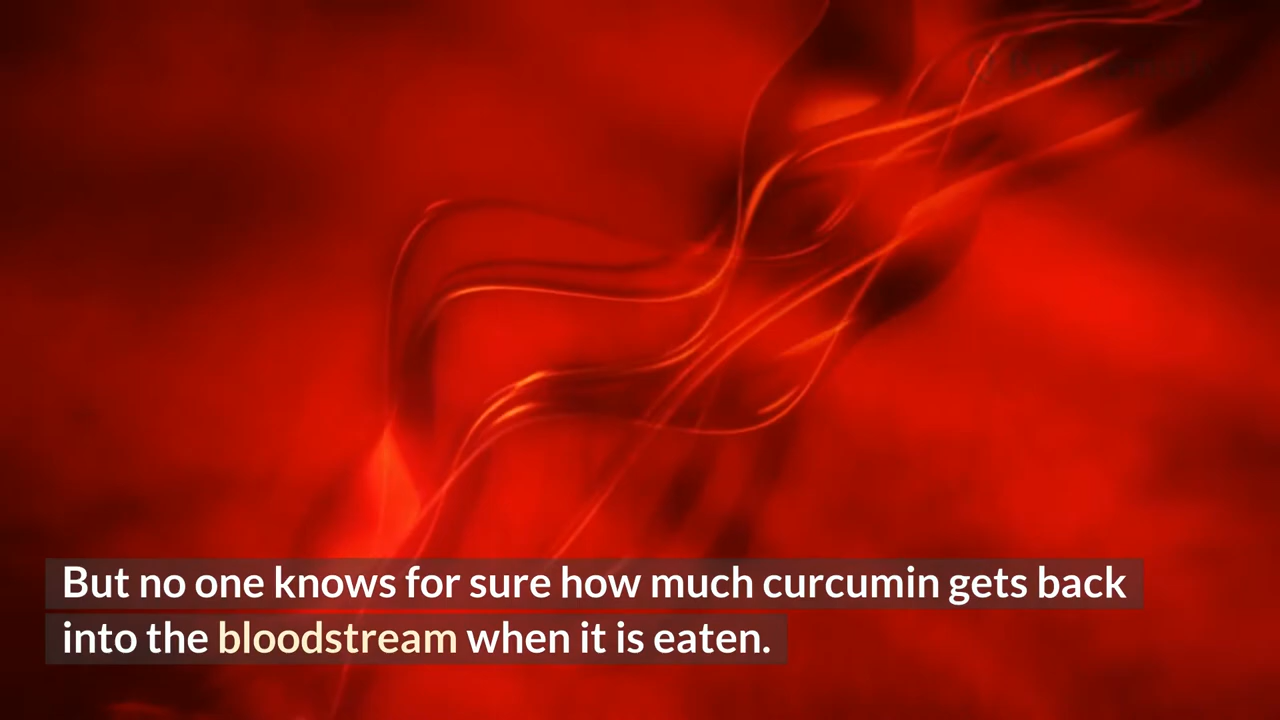 But no one knows for sure how much curcumin gets back
into the bloodstream when it is eaten.